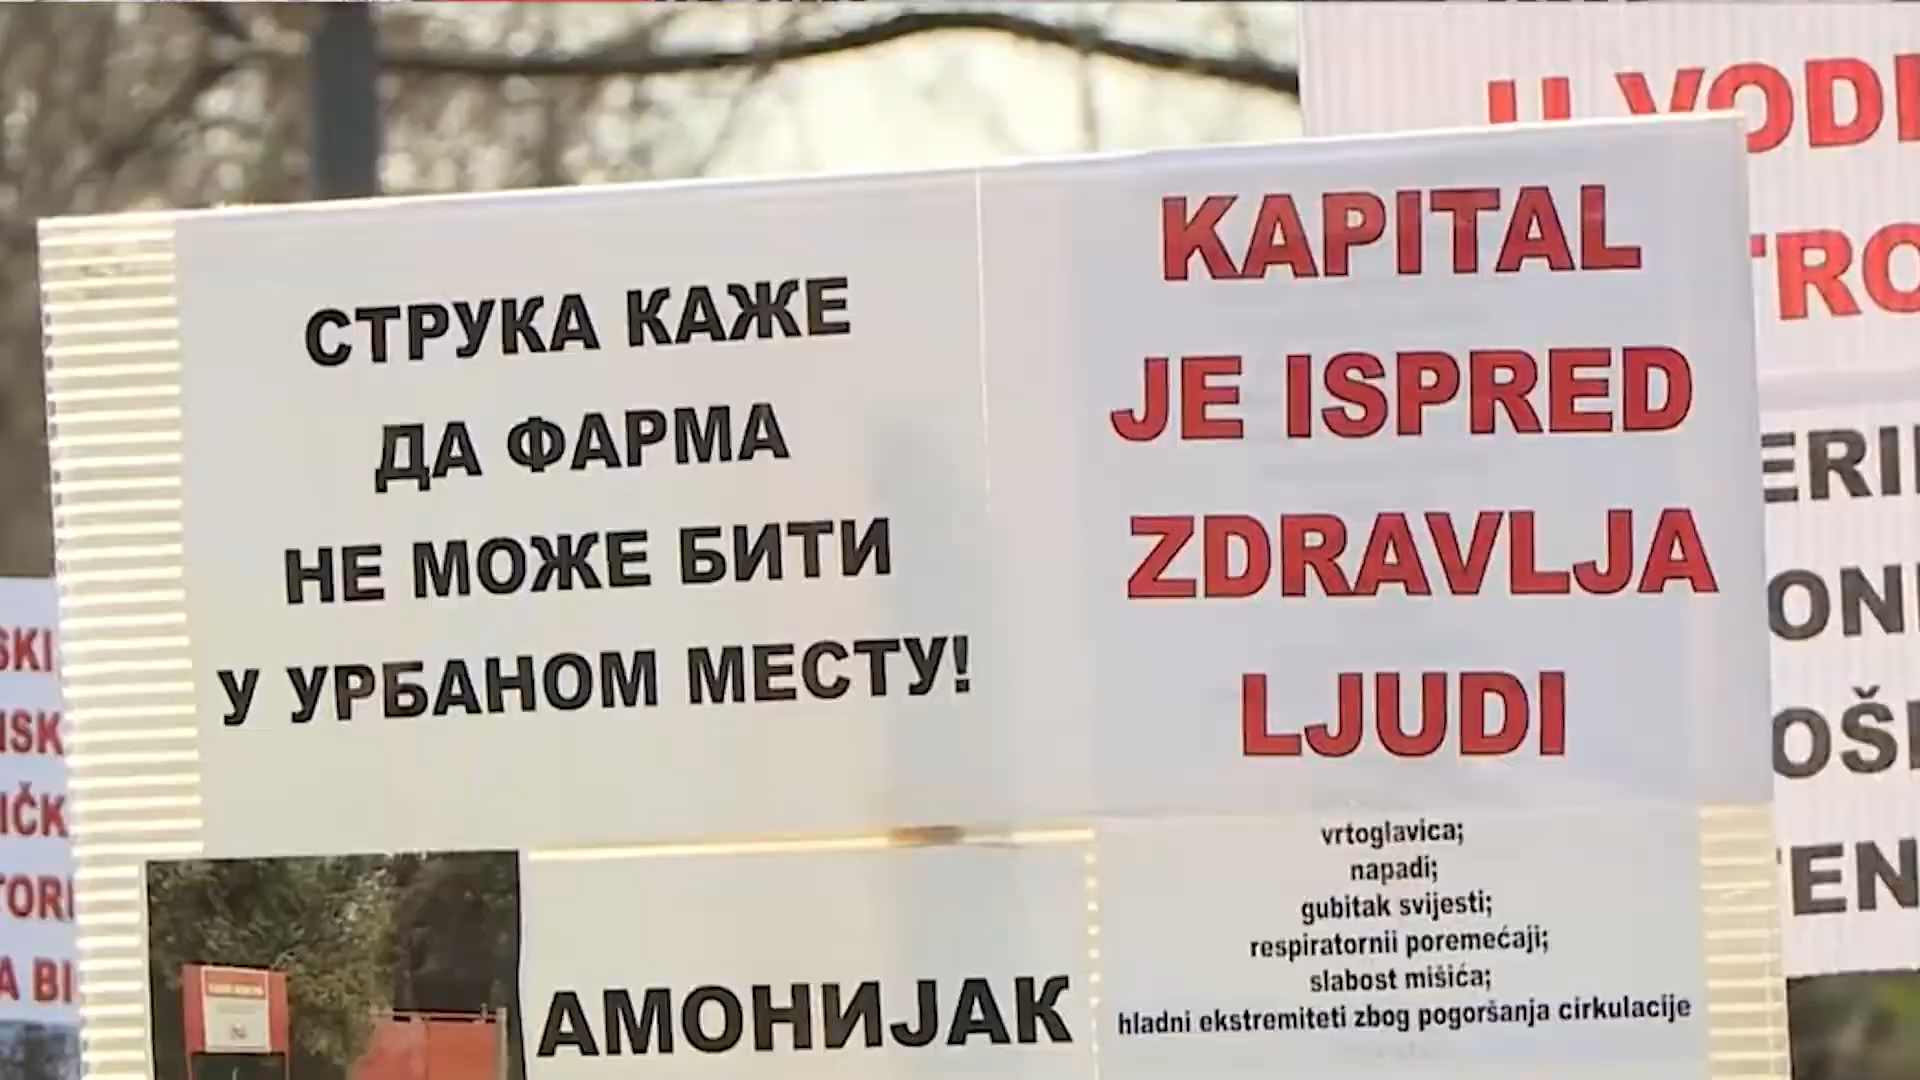 СТРУКА КАЖЕ
ДА ФАРМА
НЕ МОЖЕ БИТИ
У УРБАНОМ МЕСТУ!
KAPITAL
JE ISPRED
ZDRAVLJA
LJUDI
АМОНИЈАК
vrtoglavica;
napadi;
gubitak svijesti;
respiratornii poremećaji;
slabost mišića;
hladni ekstremiteti zbog pogoršanja cirkulacije
U VODI